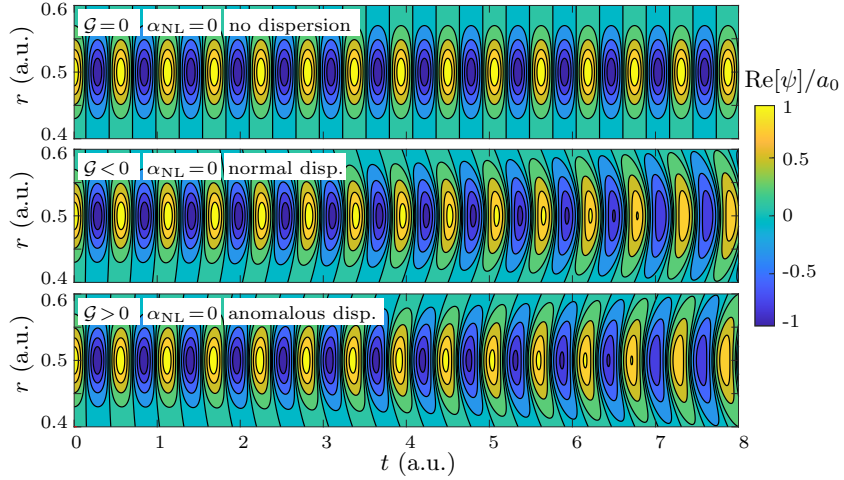 0.6
𝒢=0 α_NL=0 no dispersion
r (a.u.)
0.5
0.4
0.6
𝒢<0 α_NL=0 normal disp.
r (a.u.)
0.5
0.4
0.6
𝒢>0 α_NL=0 anomalous disp.
r (a.u.)
0.5
0.4
0 1 2 3 4 5 6 7 8
t (a.u.)
Re[ψ]/a₀
1
0.5
0
-0.5
-1